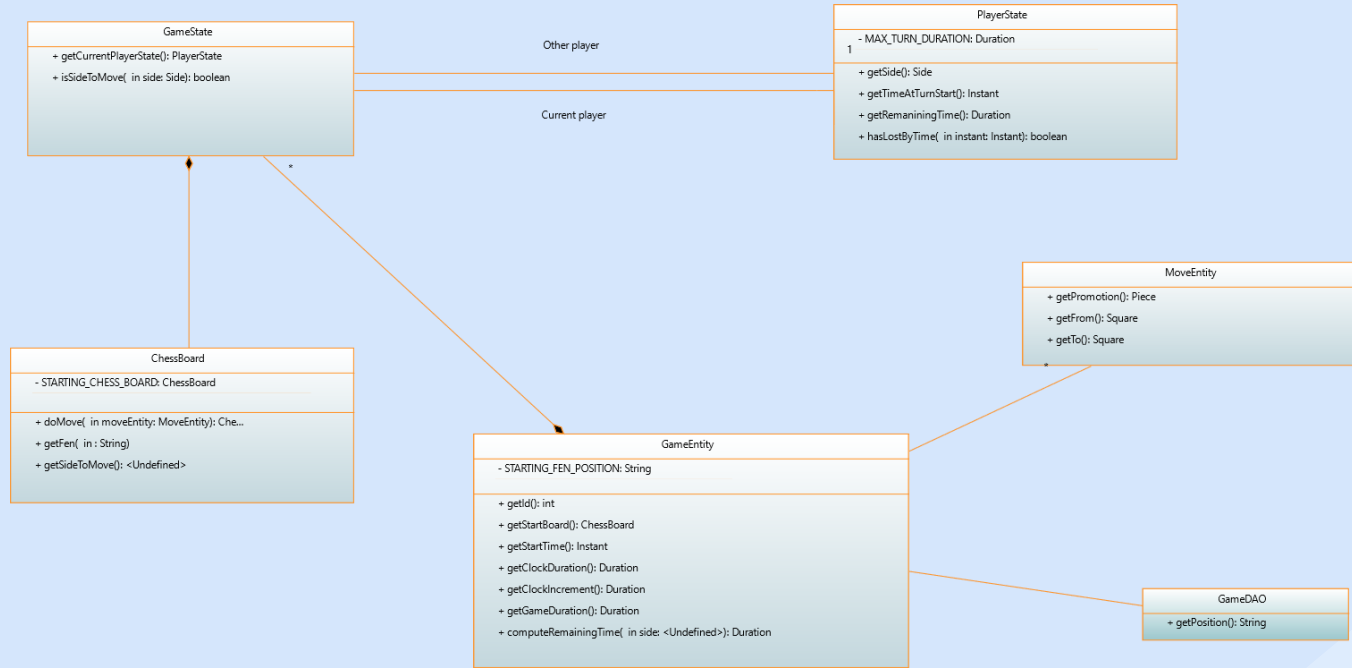 GameState
+ getCurrentPlayerState(): PlayerState
+ isSideToMove( in side: Side): boolean
Other player
Current player
PlayerState
- MAX_TURN_DURATION: Duration
1
+ getSide(): Side
+ getTimeAtTurnStart(): Instant
+ getRemaniningTime(): Duration
+ hasLostByTime( in instant: Instant): boolean
*
MoveEntity
+ getPromotion(): Piece
+ getFrom(): Square
+ getTo(): Square
*
ChessBoard
- STARTING_CHESS_BOARD: ChessBoard
+ doMove( in moveEntity: MoveEntity): Che...
+ getFen( in : String)
+ getSideToMove(): <Undefined>
GameEntity
- STARTING_FEN_POSITION: String
+ getId(): int
+ getStartBoard(): ChessBoard
+ getStartTime(): Instant
+ getClockDuration(): Duration
+ getClockIncrement(): Duration
+ getGameDuration(): Duration
+ computeRemainingTime( in side: <Undefined>): Duration
GameDAO
+ getPosition(): String